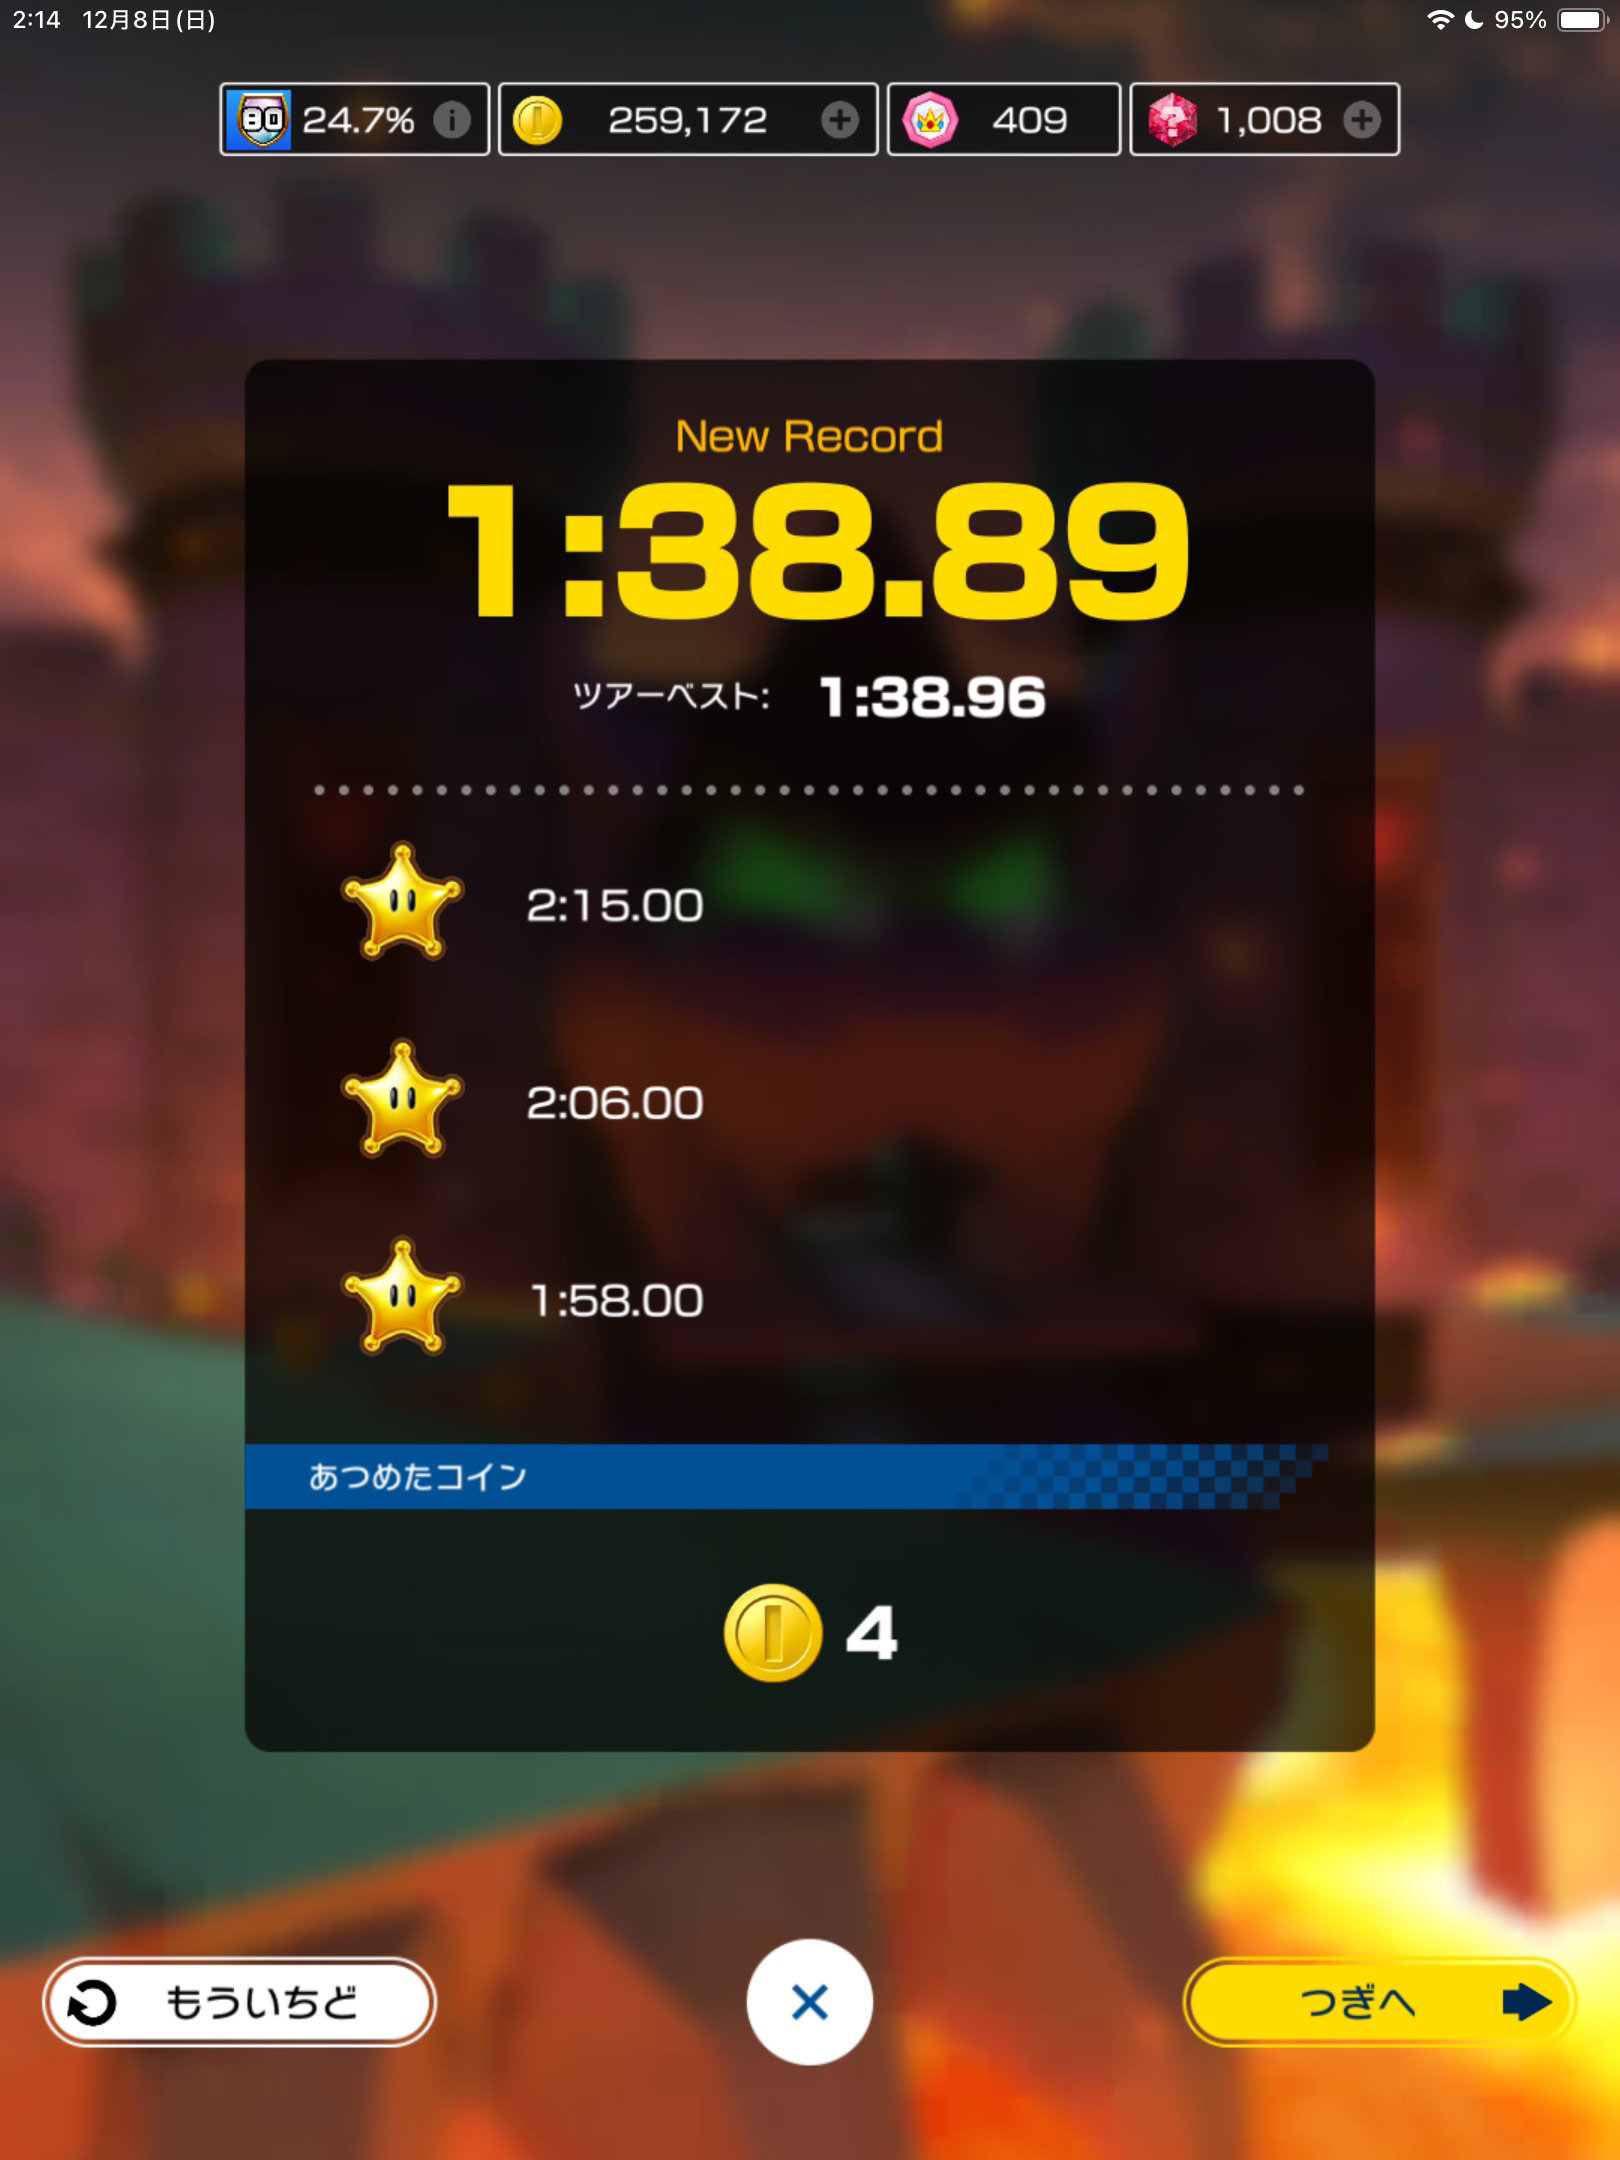 2:14 12月8日(日) 95%
80 24.7% i 259,172 + 409 ? 1,008 +
New Record
1:38.89
ツアーベスト: 1:38.96
2:15.00
2:06.00
1:58.00
あつめたコイン
4
もういちど × つぎへ